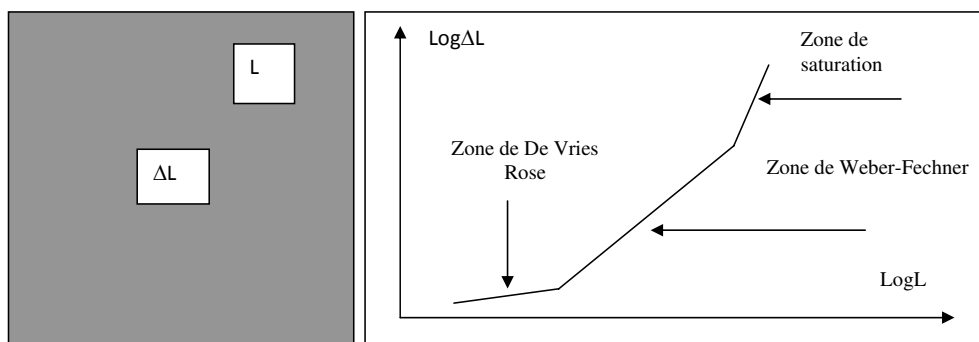 L
ΔL
LogΔL
Zone de
saturation
Zone de De Vries
Rose
Zone de Weber-Fechner
LogL